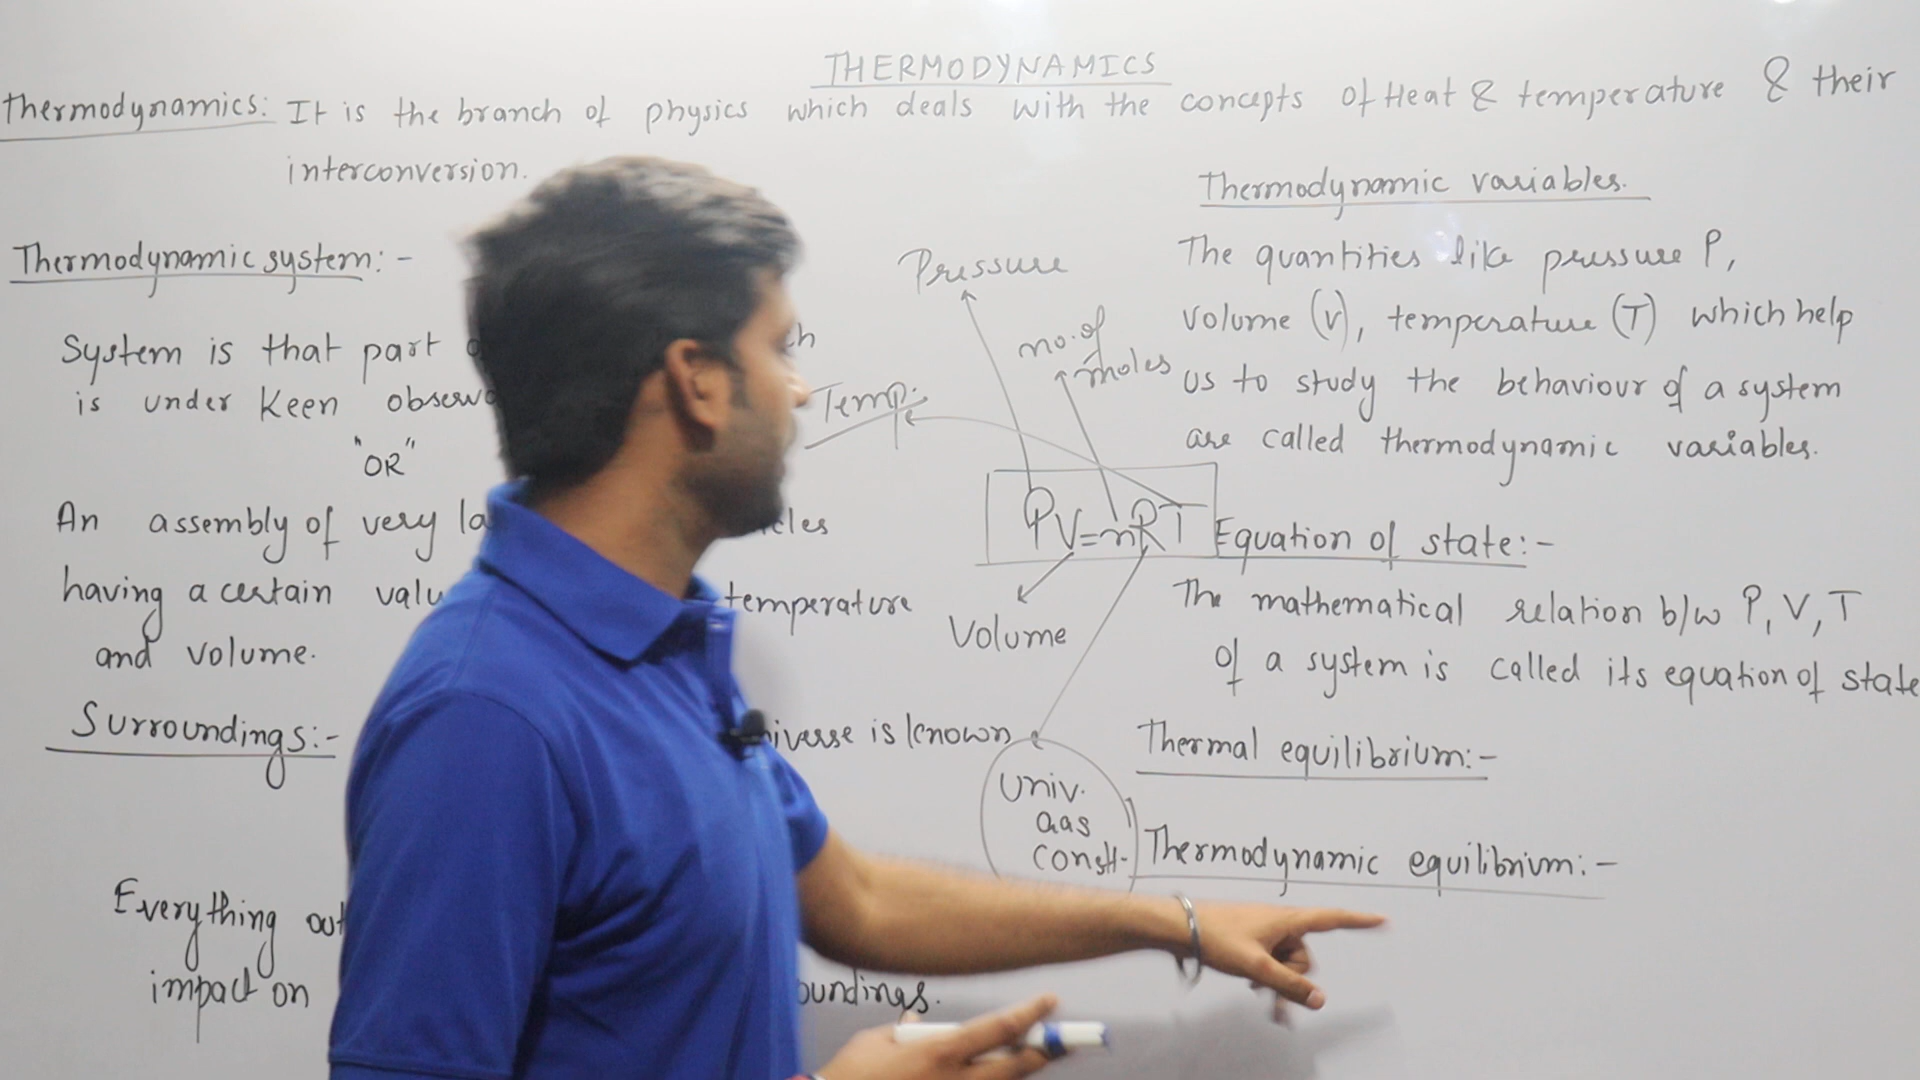 THERMODYNAMICS
Thermodynamics: It is the branch of physics which deals with the concepts of Heat & temperature & their
interconversion.
Thermodynamic system:-
System is that part
is under Keen
"OR"
An assembly of very
having a certain temperature
and volume.
Surroundings:-
is known
Everything
impact on
Pressure
no. of
moles
Temp.
PV=nRT
Volume
Univ.
Gas
Const.
Thermodynamic variables.
The quantities like pressure P,
volume (V), temperature (T) which help
us to study the behaviour of a system
are called thermodynamic variables.
Equation of state:-
The mathematical relation b/w P, V, T
of a system is called its equation of state
Thermal equilibrium:-
Thermodynamic equilibrium:-